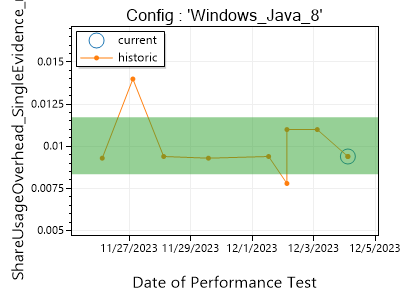 Config : 'Windows_Java_8'
current
historic
ShareUsageOverhead_SingleEvidence_
0.015
0.0125
0.01
0.0075
0.005
11/27/2023
11/29/2023
12/1/2023
12/3/2023
12/5/2023
Date of Performance Test